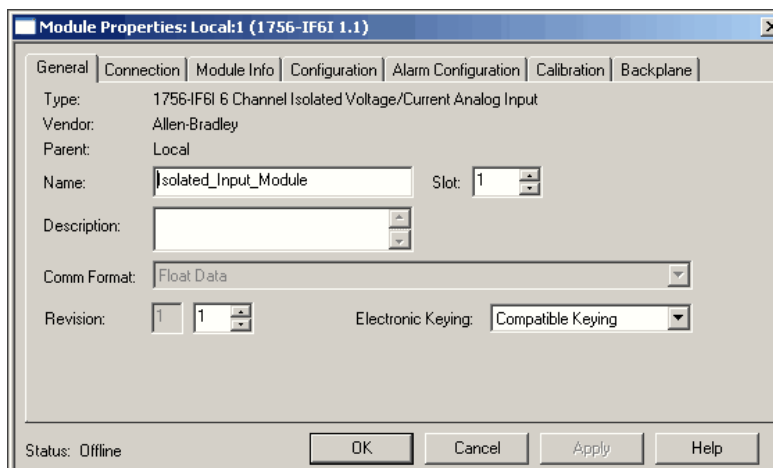 Module Properties: Local:1 (1756-IF6I 1.1)
General Connection Module Info Configuration Alarm Configuration Calibration Backplane
Type: 1756-IF6I 6 Channel Isolated Voltage/Current Analog Input
Vendor: Allen-Bradley
Parent: Local
Name: Isolated_Input_Module Slot: 1
Description:
Comm Format: Float Data
Revision: 1 1 Electronic Keying: Compatible Keying
Status: Offline OK Cancel Apply Help